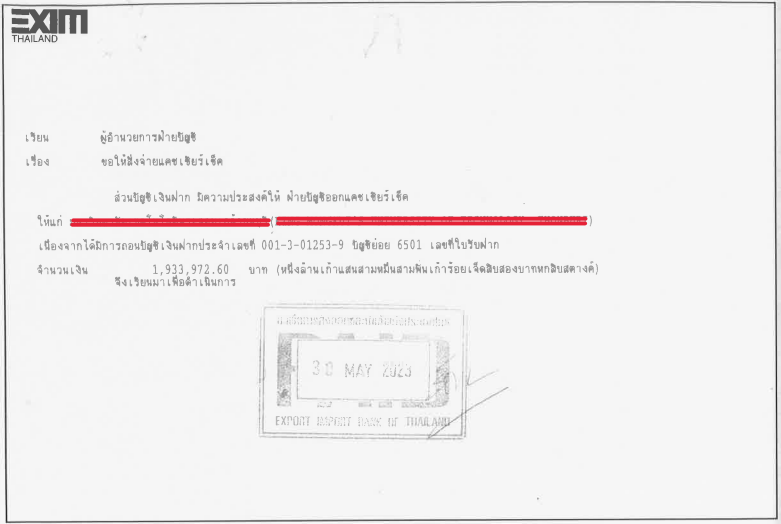 EXIM
THAILAND
เรียน ผู้อำนวยการฝ่ายบัญชี
เรื่อง ขอให้สั่งจ่ายแคชเชียร์เช็ค
ส่วนบัญชีเงินฝาก มีความประสงค์ให้ ฝ่ายบัญชีออกแคชเชียร์เช็ค
ให้แก่ ( )
เนื่องจากได้มีการถอนบัญชีเงินฝากประจำเลขที่ 001-3-01253-9 บัญชีย่อย 6501 เลขที่ใบรับฝาก
จำนวนเงิน 1,933,972.60 บาท (หนึ่งล้านเก้าแสนสามหมื่นสามพันเก้าร้อยเจ็ดสิบสองบาทหกสิบสตางค์)
จึงเรียนมาเพื่อดำเนินการ
PAID
30 MAY 2023
EXPORT IMPORT BANK OF THAILAND